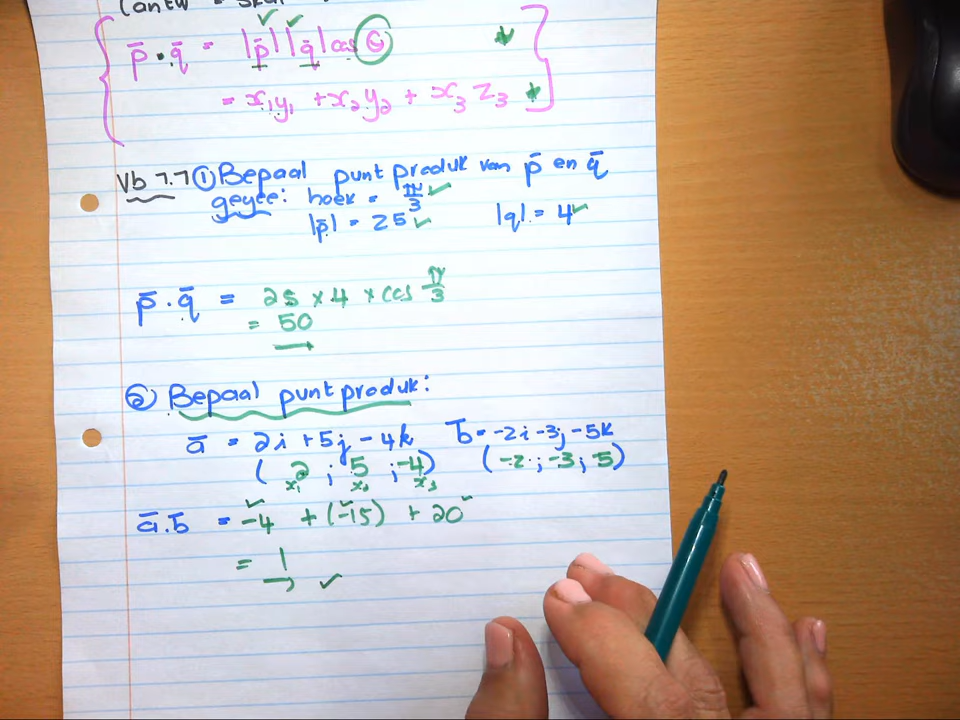 (antw = skal
p̄ · q̄ = |p̄| |q̄| cos Θ
= x₁y₁ + x₂y₂ + x₃z₃
Vb 7.7 ① Bepaal punt produk van p̄ en q̄
gegee: hoek = π/3 ✓
|p̄| = 25 ✓ |q| = 4 ✓
p̄ . q̄ = 25 × 4 × cos π/3
= 50
② Bepaal punt produk:
ā = 2i + 5j - 4k b̄ = -2i - 3j - 5k
( 2 ; 5 ; -4 ) ( -2 ; -3 ; -5 )
x₁ x₂ x₃
ā . b̄ = -4 + (-15) + 20
= 1 ✓